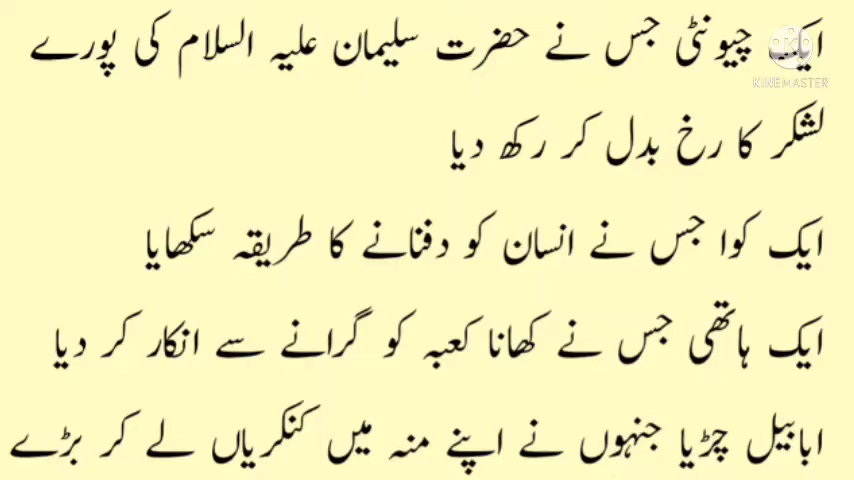 ایک چیونٹی جس نے حضرت سلیمان علیہ السلام کی پورے
KINEMASTER
لشکر کا رخ بدل کر رکھ دیا
ایک کوا جس نے انسان کو دفنانے کا طریقہ سکھایا
ایک ہاتھی جس نے کھانا کعبہ کو گرانے سے انکار کر دیا
ابابیل چڑیا جنہوں نے اپنے منہ میں کنکریاں لے کر بڑے